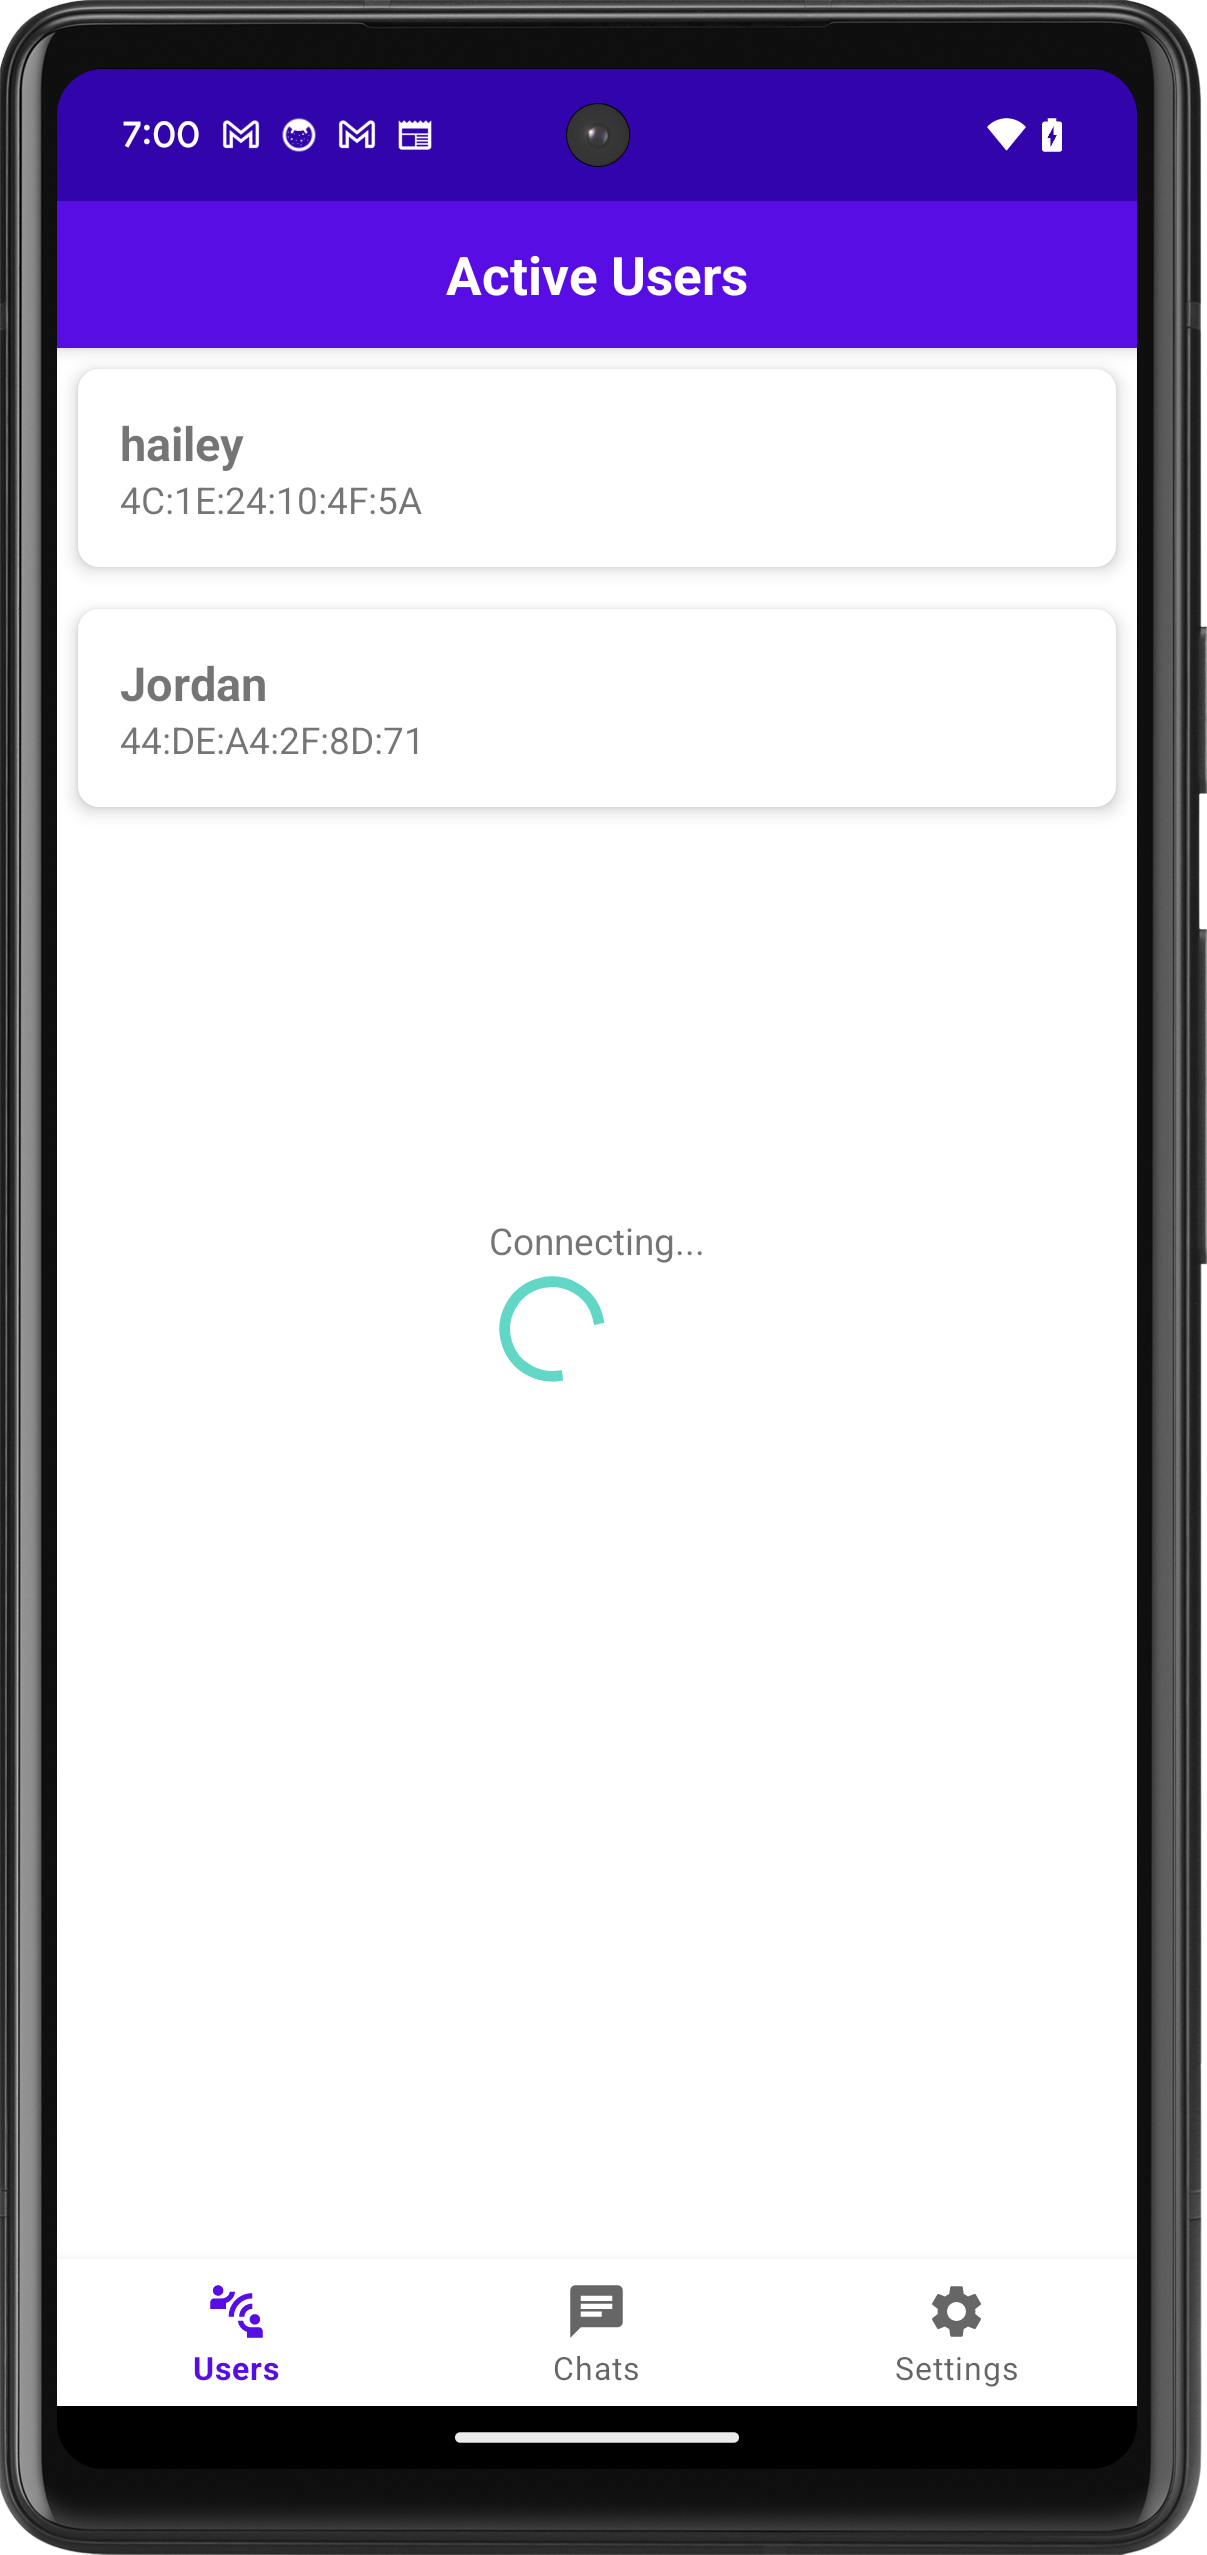 7:00
Active Users
hailey
4C:1E:24:10:4F:5A
Jordan
44:DE:A4:2F:8D:71
Connecting...
Users
Chats
Settings